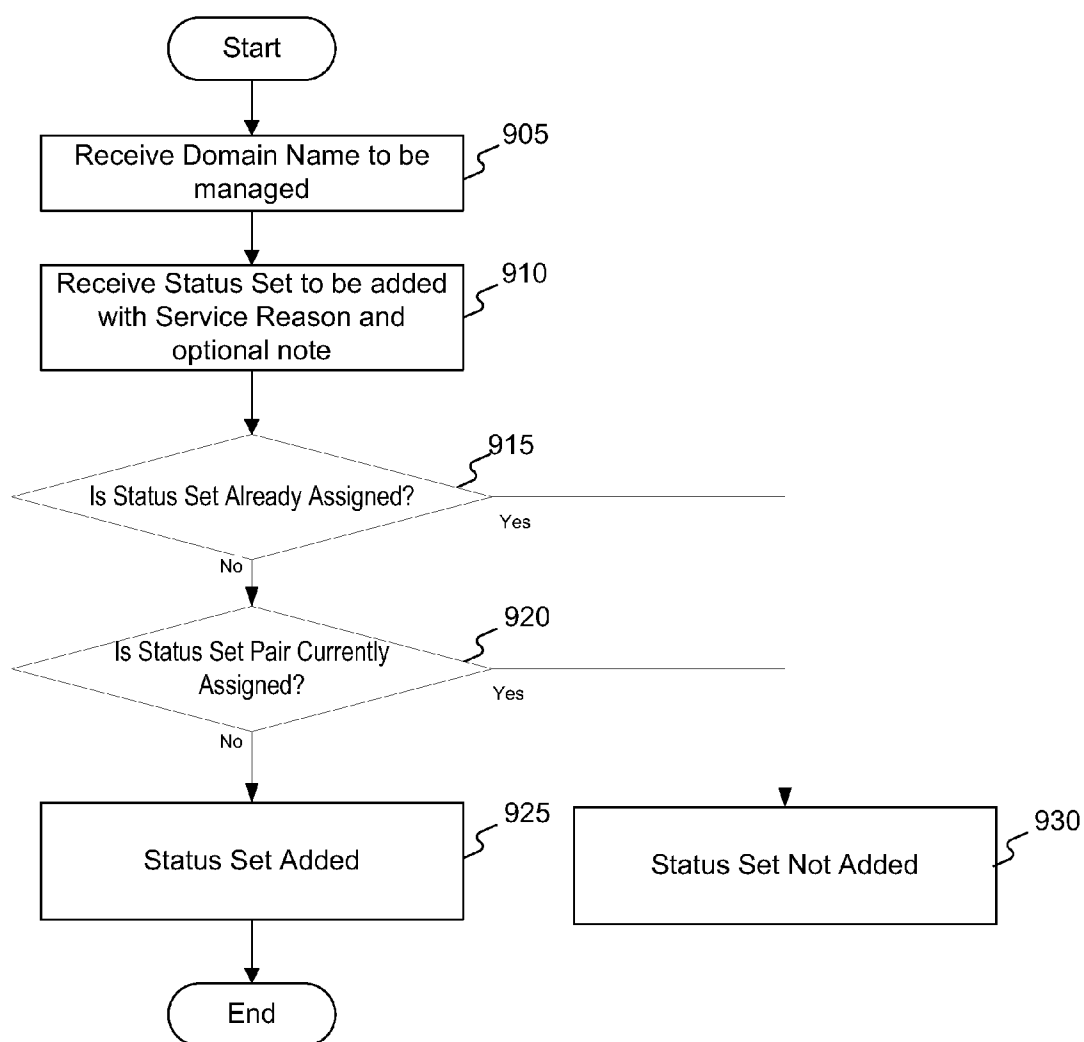 Start
905
Receive Domain Name to be
managed
910
Receive Status Set to be added
with Service Reason and
optional note
915
Is Status Set Already Assigned?
Yes
No
920
Is Status Set Pair Currently
Assigned?
Yes
No
925
Status Set Added
930
Status Set Not Added
End